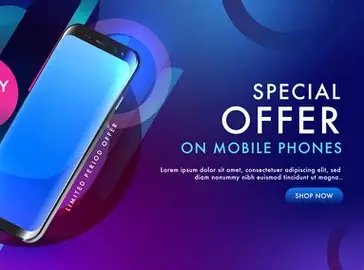 Y
LIMITED PERIOD OFFER
SPECIAL
OFFER
ON MOBILE PHONES
Lorem ipsum dolor sit amet, consectetuer adipiscing elit, sed
diam nonummy nibh euismod tincidunt ut..
SHOP NOW